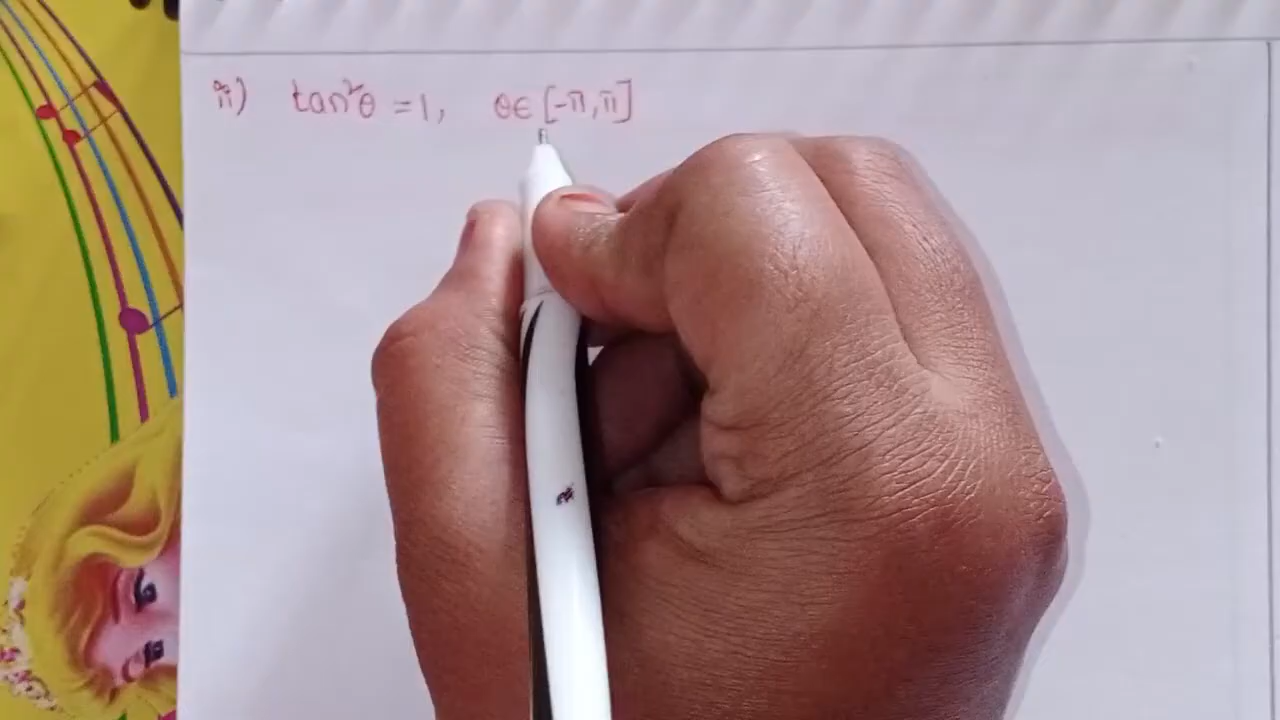 ii) tan²θ = 1, θ∈ [-π, π]